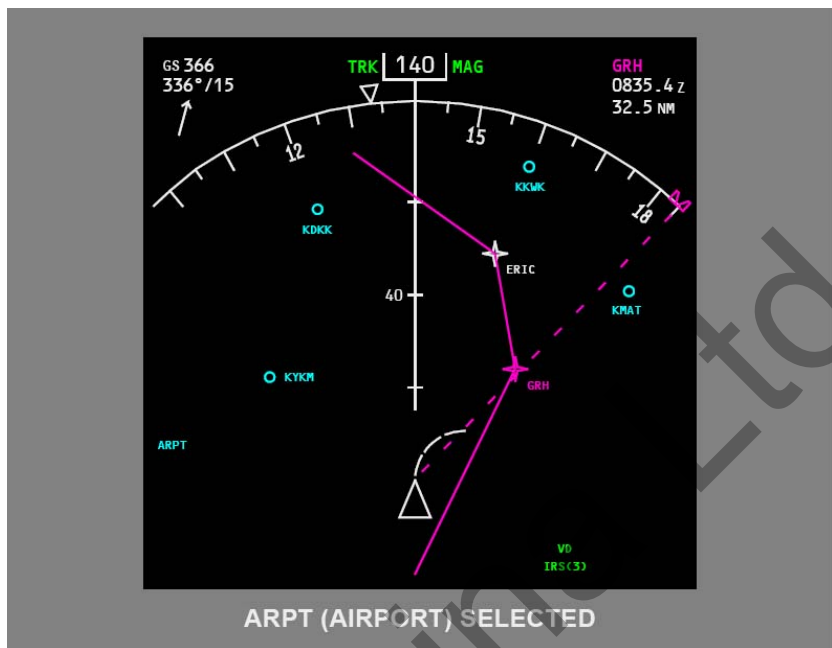 GS 366
336°/15
TRK 140 MAG
GRH
0835.4 Z
32.5 NM
12
15
18
KKWK
KDKK
ERIC
40
KMAT
KYKM
GRH
ARPT
VD
IRS(3)
ARPT (AIRPORT) SELECTED